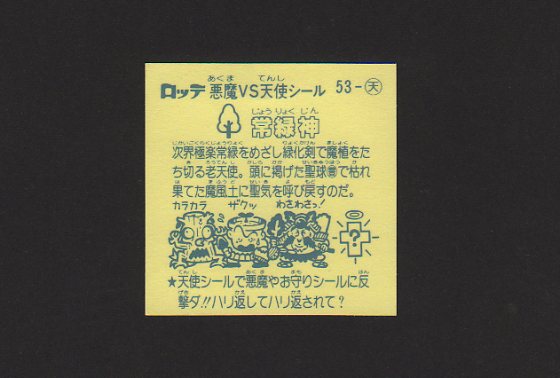 ロッテ 悪魔VS天使シール 53-天
常緑神
次界極楽常緑をめざし緑化剣で魔植をた
ち切る老天使。頭に掲げた聖球で枯れ
果てた魔風土に聖気を呼び戻すのだ。
カラカラ ザクッ わさわさっ!
?
★天使シールで悪魔やお守りシールに反
撃ダ!!ハリ返してハリ返されて?